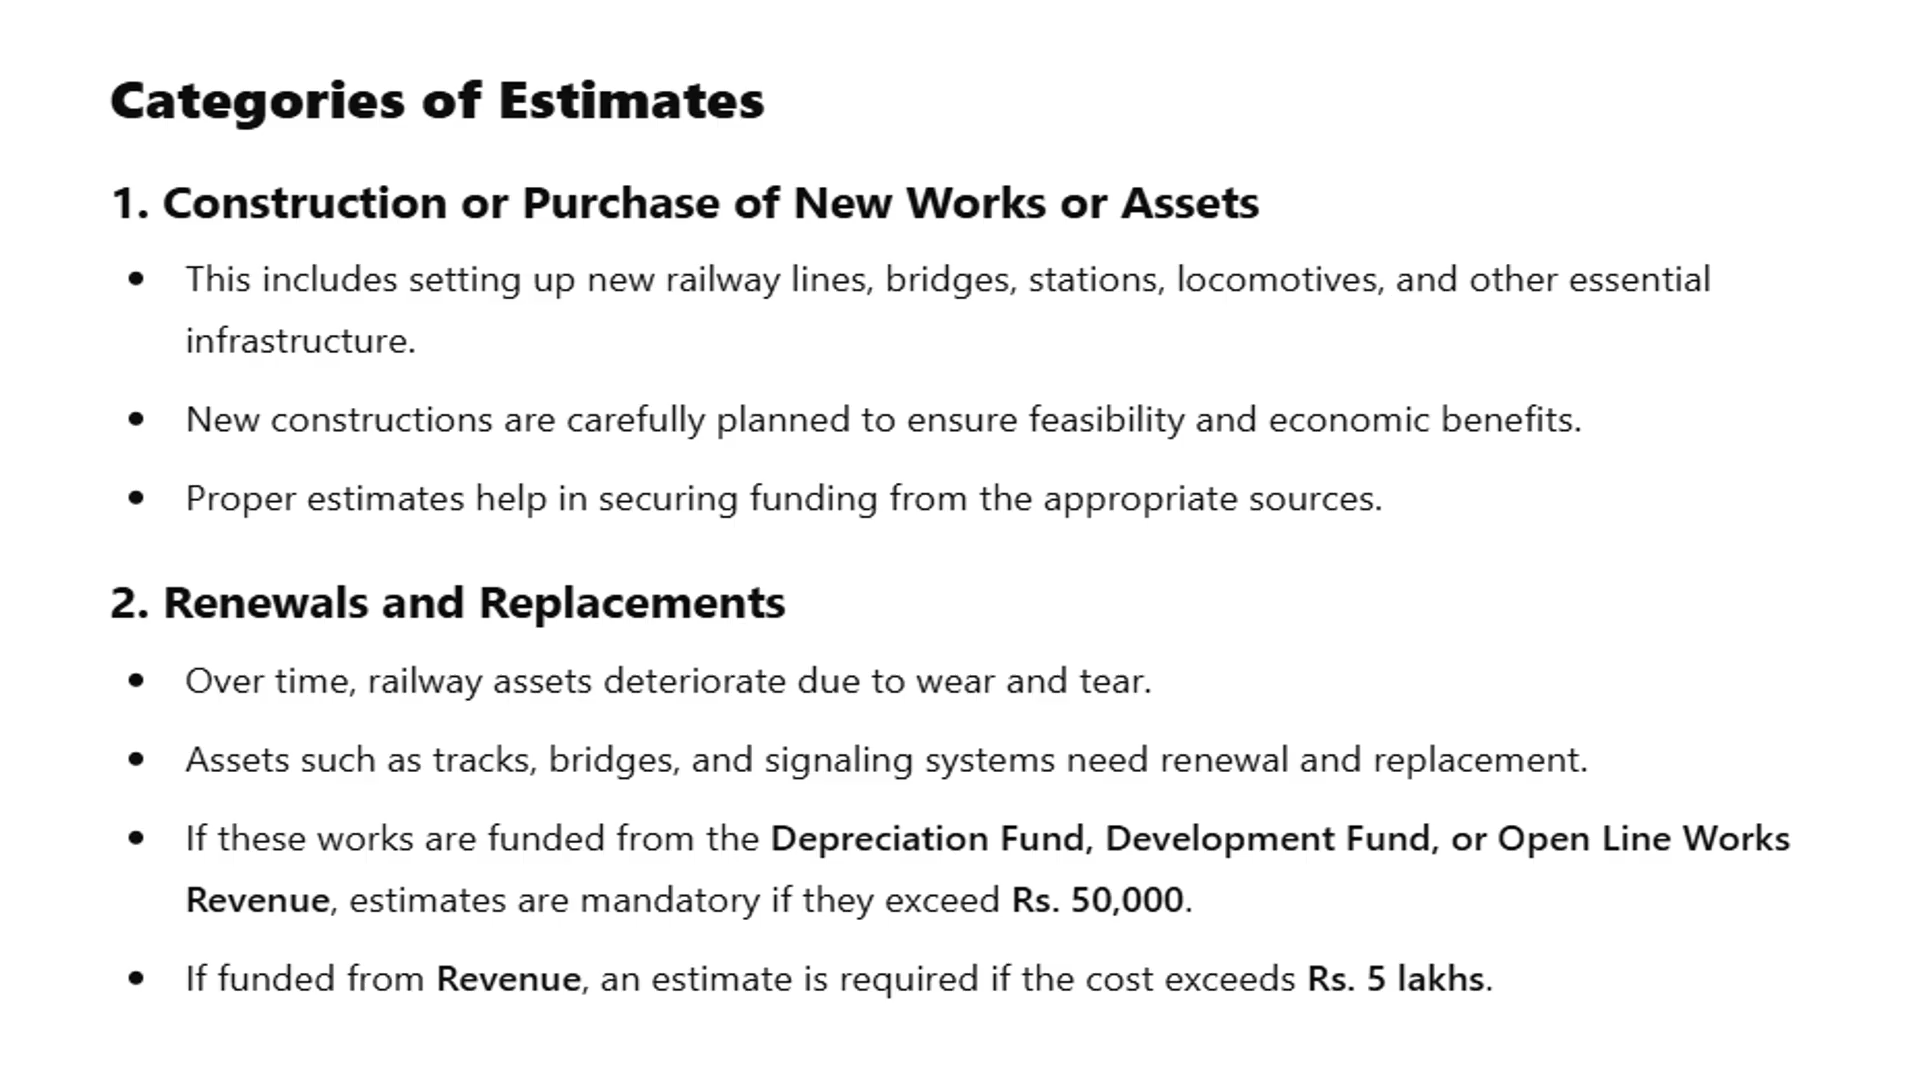 Categories of Estimates
1. Construction or Purchase of New Works or Assets
• This includes setting up new railway lines, bridges, stations, locomotives, and other essential
infrastructure.
• New constructions are carefully planned to ensure feasibility and economic benefits.
• Proper estimates help in securing funding from the appropriate sources.
2. Renewals and Replacements
• Over time, railway assets deteriorate due to wear and tear.
• Assets such as tracks, bridges, and signaling systems need renewal and replacement.
• If these works are funded from the Depreciation Fund, Development Fund, or Open Line Works
Revenue, estimates are mandatory if they exceed Rs. 50,000.
• If funded from Revenue, an estimate is required if the cost exceeds Rs. 5 lakhs.